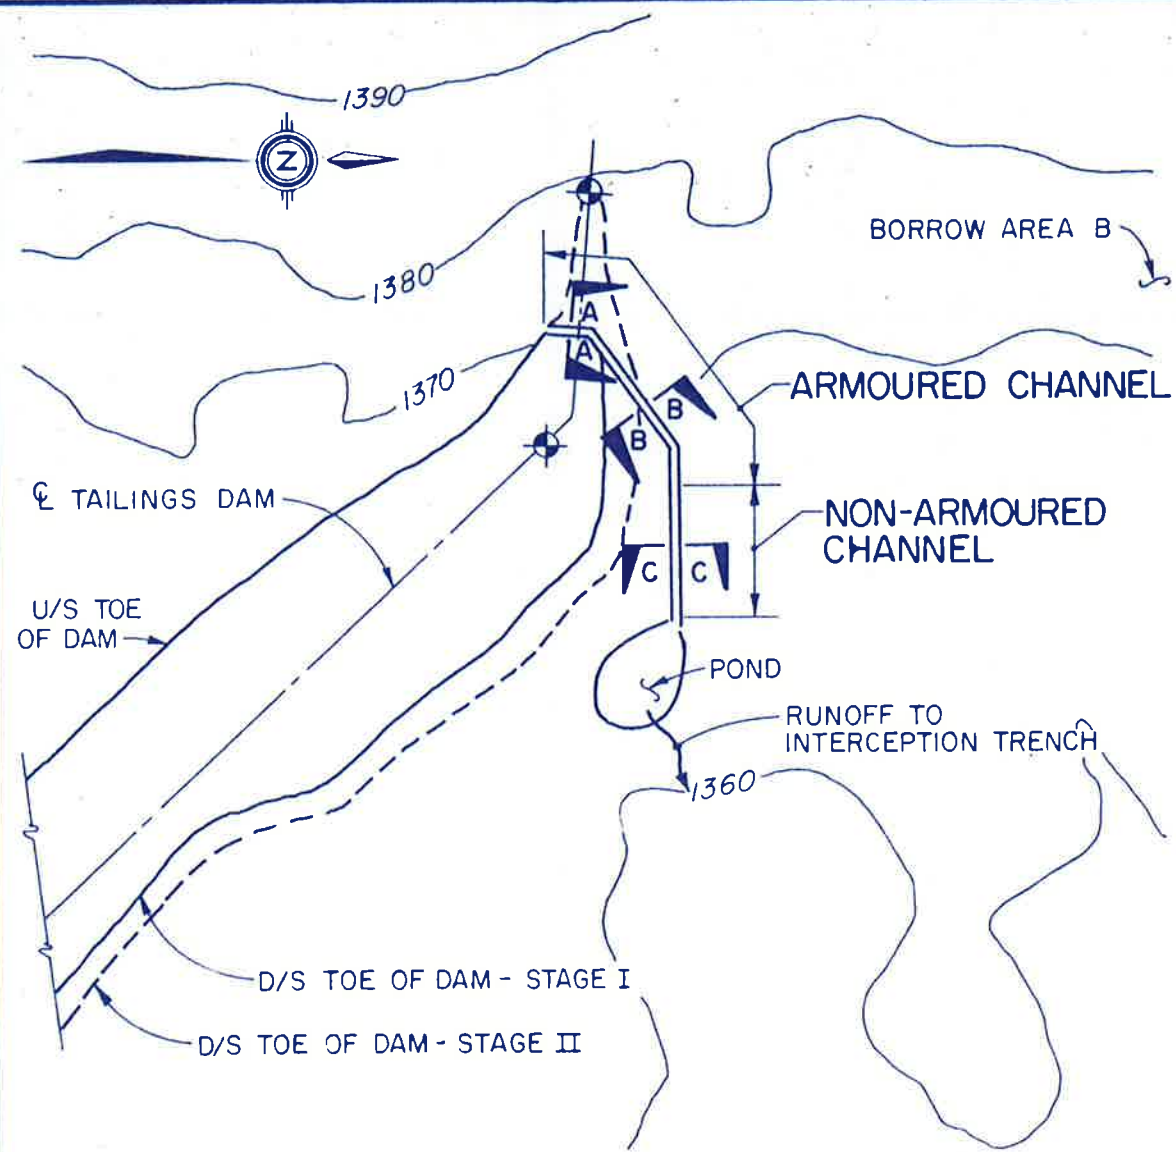 1390
Z
BORROW AREA B
1380
A
A
1370
ARMOURED CHANNEL
B
B
℄ TAILINGS DAM
NON-ARMOURED
CHANNEL
C
C
U/S TOE
OF DAM
POND
RUNOFF TO
INTERCEPTION TRENCH
1360
D/S TOE OF DAM - STAGE I
D/S TOE OF DAM - STAGE II